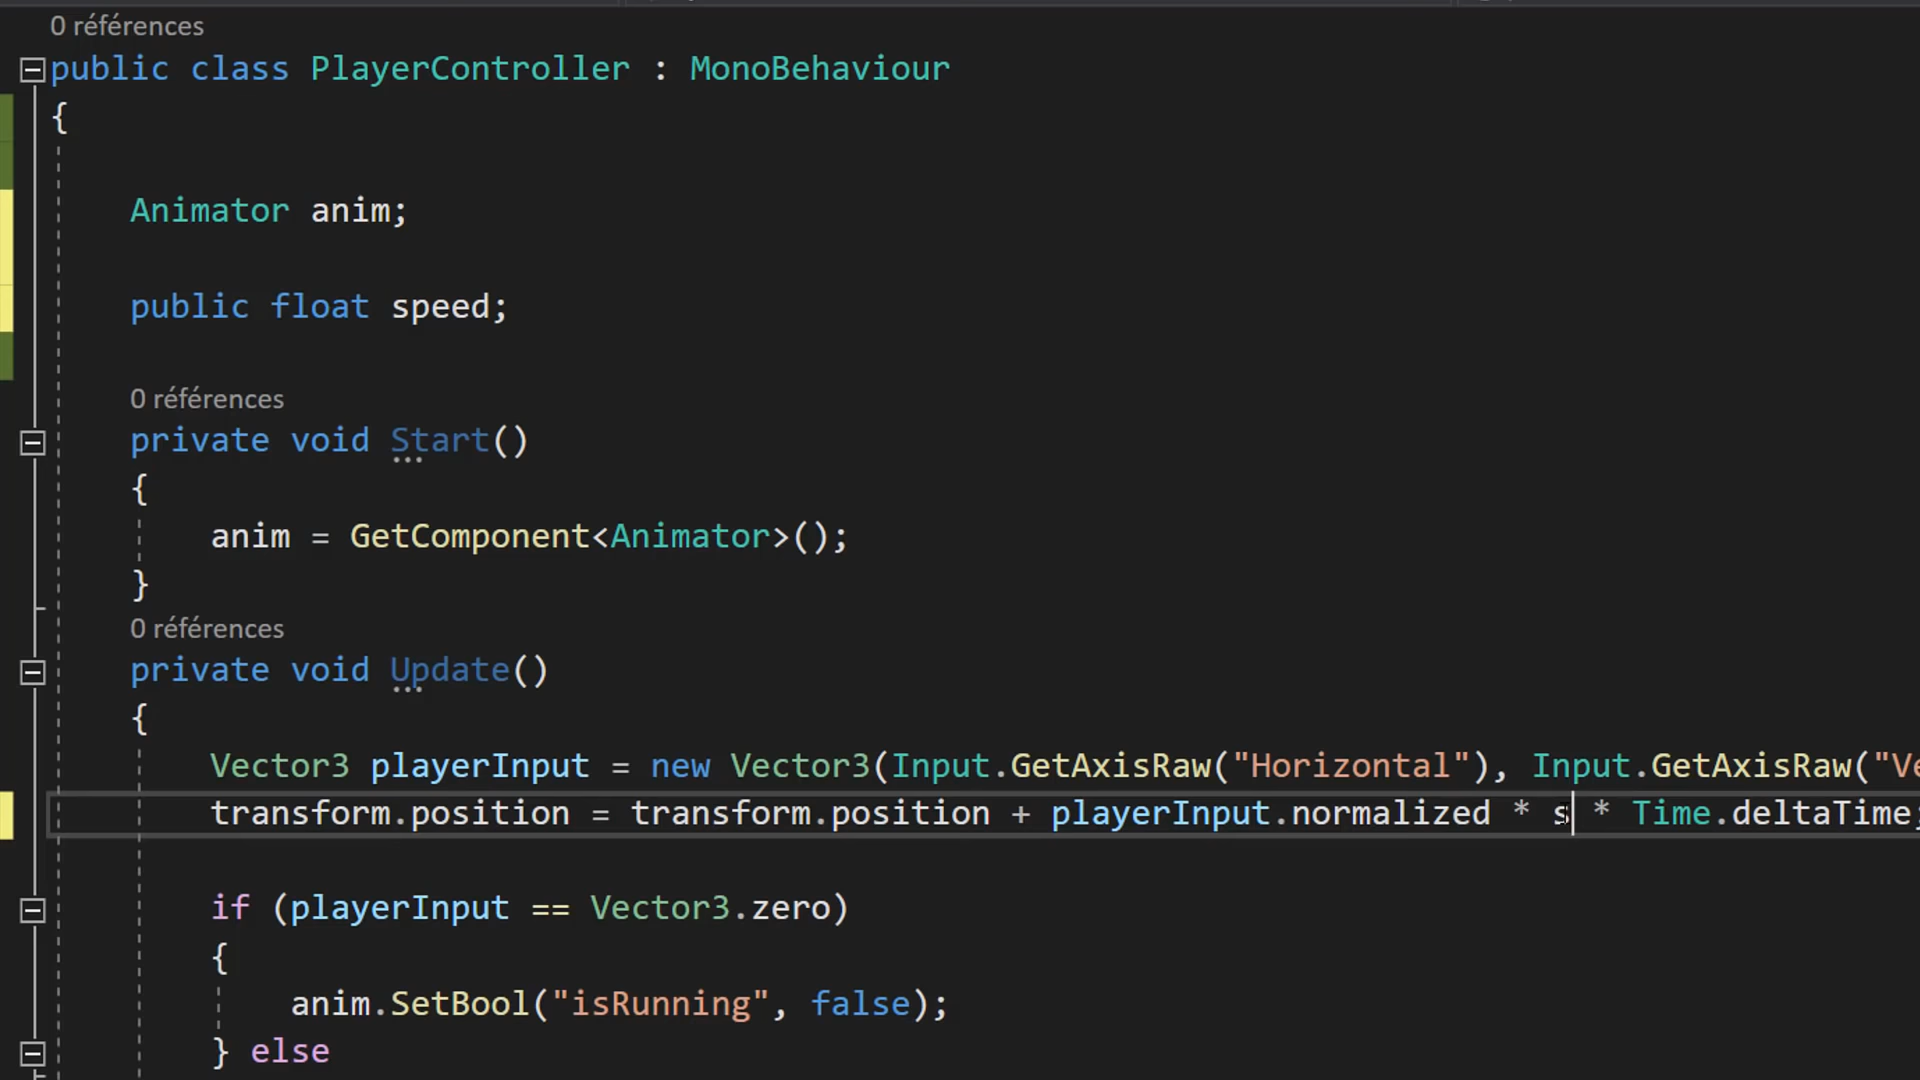 0 références
public class PlayerController : MonoBehaviour
{
Animator anim;
public float speed;
0 références
private void Start()
{
anim = GetComponent<Animator>();
}
0 références
private void Update()
{
Vector3 playerInput = new Vector3(Input.GetAxisRaw("Horizontal"), Input.GetAxisRaw("Ve
transform.position = transform.position + playerInput.normalized * s * Time.deltaTime;
if (playerInput == Vector3.zero)
{
anim.SetBool("isRunning", false);
} else